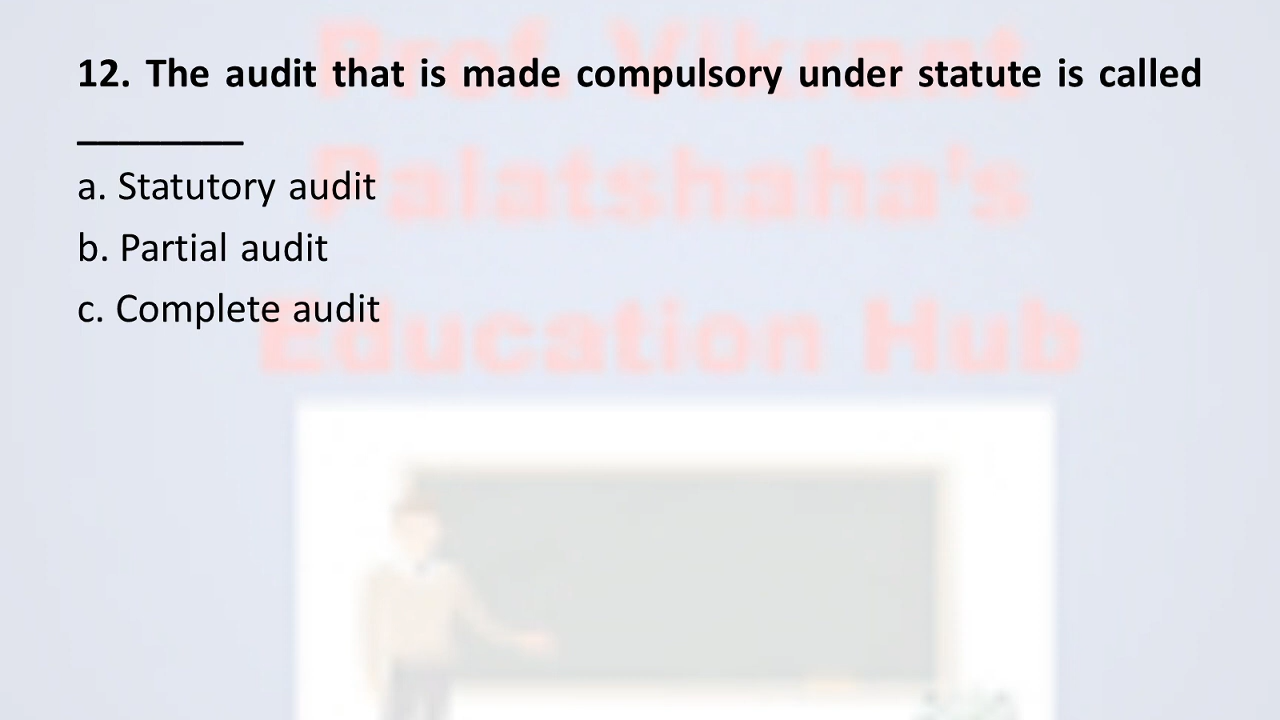 Prof. Vikrant
12. The audit that is made compulsory under statute is called
________
Palatshaha's
a. Statutory audit
b. Partial audit
c. Complete audit
Education Hub